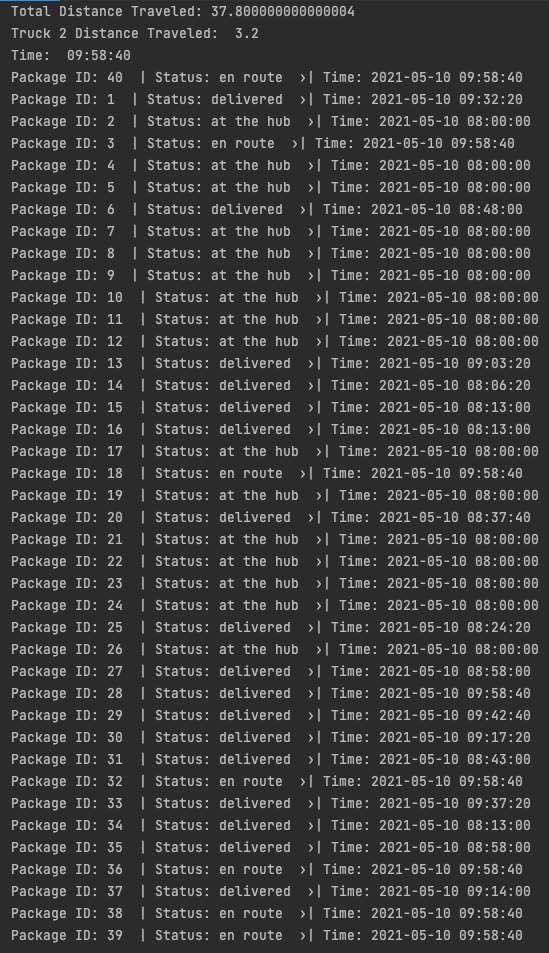 Total Distance Traveled: 37.800000000000004
Truck 2 Distance Traveled:  3.2
Time:  09:58:40
Package ID: 40  | Status: en route  ›| Time: 2021-05-10 09:58:40
Package ID: 1  | Status: delivered  ›| Time: 2021-05-10 09:32:20
Package ID: 2  | Status: at the hub  ›| Time: 2021-05-10 08:00:00
Package ID: 3  | Status: en route  ›| Time: 2021-05-10 09:58:40
Package ID: 4  | Status: at the hub  ›| Time: 2021-05-10 08:00:00
Package ID: 5  | Status: at the hub  ›| Time: 2021-05-10 08:00:00
Package ID: 6  | Status: delivered  ›| Time: 2021-05-10 08:48:00
Package ID: 7  | Status: at the hub  ›| Time: 2021-05-10 08:00:00
Package ID: 8  | Status: at the hub  ›| Time: 2021-05-10 08:00:00
Package ID: 9  | Status: at the hub  ›| Time: 2021-05-10 08:00:00
Package ID: 10  | Status: at the hub  ›| Time: 2021-05-10 08:00:00
Package ID: 11  | Status: at the hub  ›| Time: 2021-05-10 08:00:00
Package ID: 12  | Status: at the hub  ›| Time: 2021-05-10 08:00:00
Package ID: 13  | Status: delivered  ›| Time: 2021-05-10 09:03:20
Package ID: 14  | Status: delivered  ›| Time: 2021-05-10 08:06:20
Package ID: 15  | Status: delivered  ›| Time: 2021-05-10 08:13:00
Package ID: 16  | Status: delivered  ›| Time: 2021-05-10 08:13:00
Package ID: 17  | Status: at the hub  ›| Time: 2021-05-10 08:00:00
Package ID: 18  | Status: en route  ›| Time: 2021-05-10 09:58:40
Package ID: 19  | Status: at the hub  ›| Time: 2021-05-10 08:00:00
Package ID: 20  | Status: delivered  ›| Time: 2021-05-10 08:37:40
Package ID: 21  | Status: at the hub  ›| Time: 2021-05-10 08:00:00
Package ID: 22  | Status: at the hub  ›| Time: 2021-05-10 08:00:00
Package ID: 23  | Status: at the hub  ›| Time: 2021-05-10 08:00:00
Package ID: 24  | Status: at the hub  ›| Time: 2021-05-10 08:00:00
Package ID: 25  | Status: delivered  ›| Time: 2021-05-10 08:24:20
Package ID: 26  | Status: at the hub  ›| Time: 2021-05-10 08:00:00
Package ID: 27  | Status: delivered  ›| Time: 2021-05-10 08:58:00
Package ID: 28  | Status: delivered  ›| Time: 2021-05-10 09:58:40
Package ID: 29  | Status: delivered  ›| Time: 2021-05-10 09:42:40
Package ID: 30  | Status: delivered  ›| Time: 2021-05-10 09:17:20
Package ID: 31  | Status: delivered  ›| Time: 2021-05-10 08:43:00
Package ID: 32  | Status: en route  ›| Time: 2021-05-10 09:58:40
Package ID: 33  | Status: delivered  ›| Time: 2021-05-10 09:37:20
Package ID: 34  | Status: delivered  ›| Time: 2021-05-10 08:13:00
Package ID: 35  | Status: delivered  ›| Time: 2021-05-10 08:58:00
Package ID: 36  | Status: en route  ›| Time: 2021-05-10 09:58:40
Package ID: 37  | Status: delivered  ›| Time: 2021-05-10 09:14:00
Package ID: 38  | Status: en route  ›| Time: 2021-05-10 09:58:40
Package ID: 39  | Status: en route  ›| Time: 2021-05-10 09:58:40